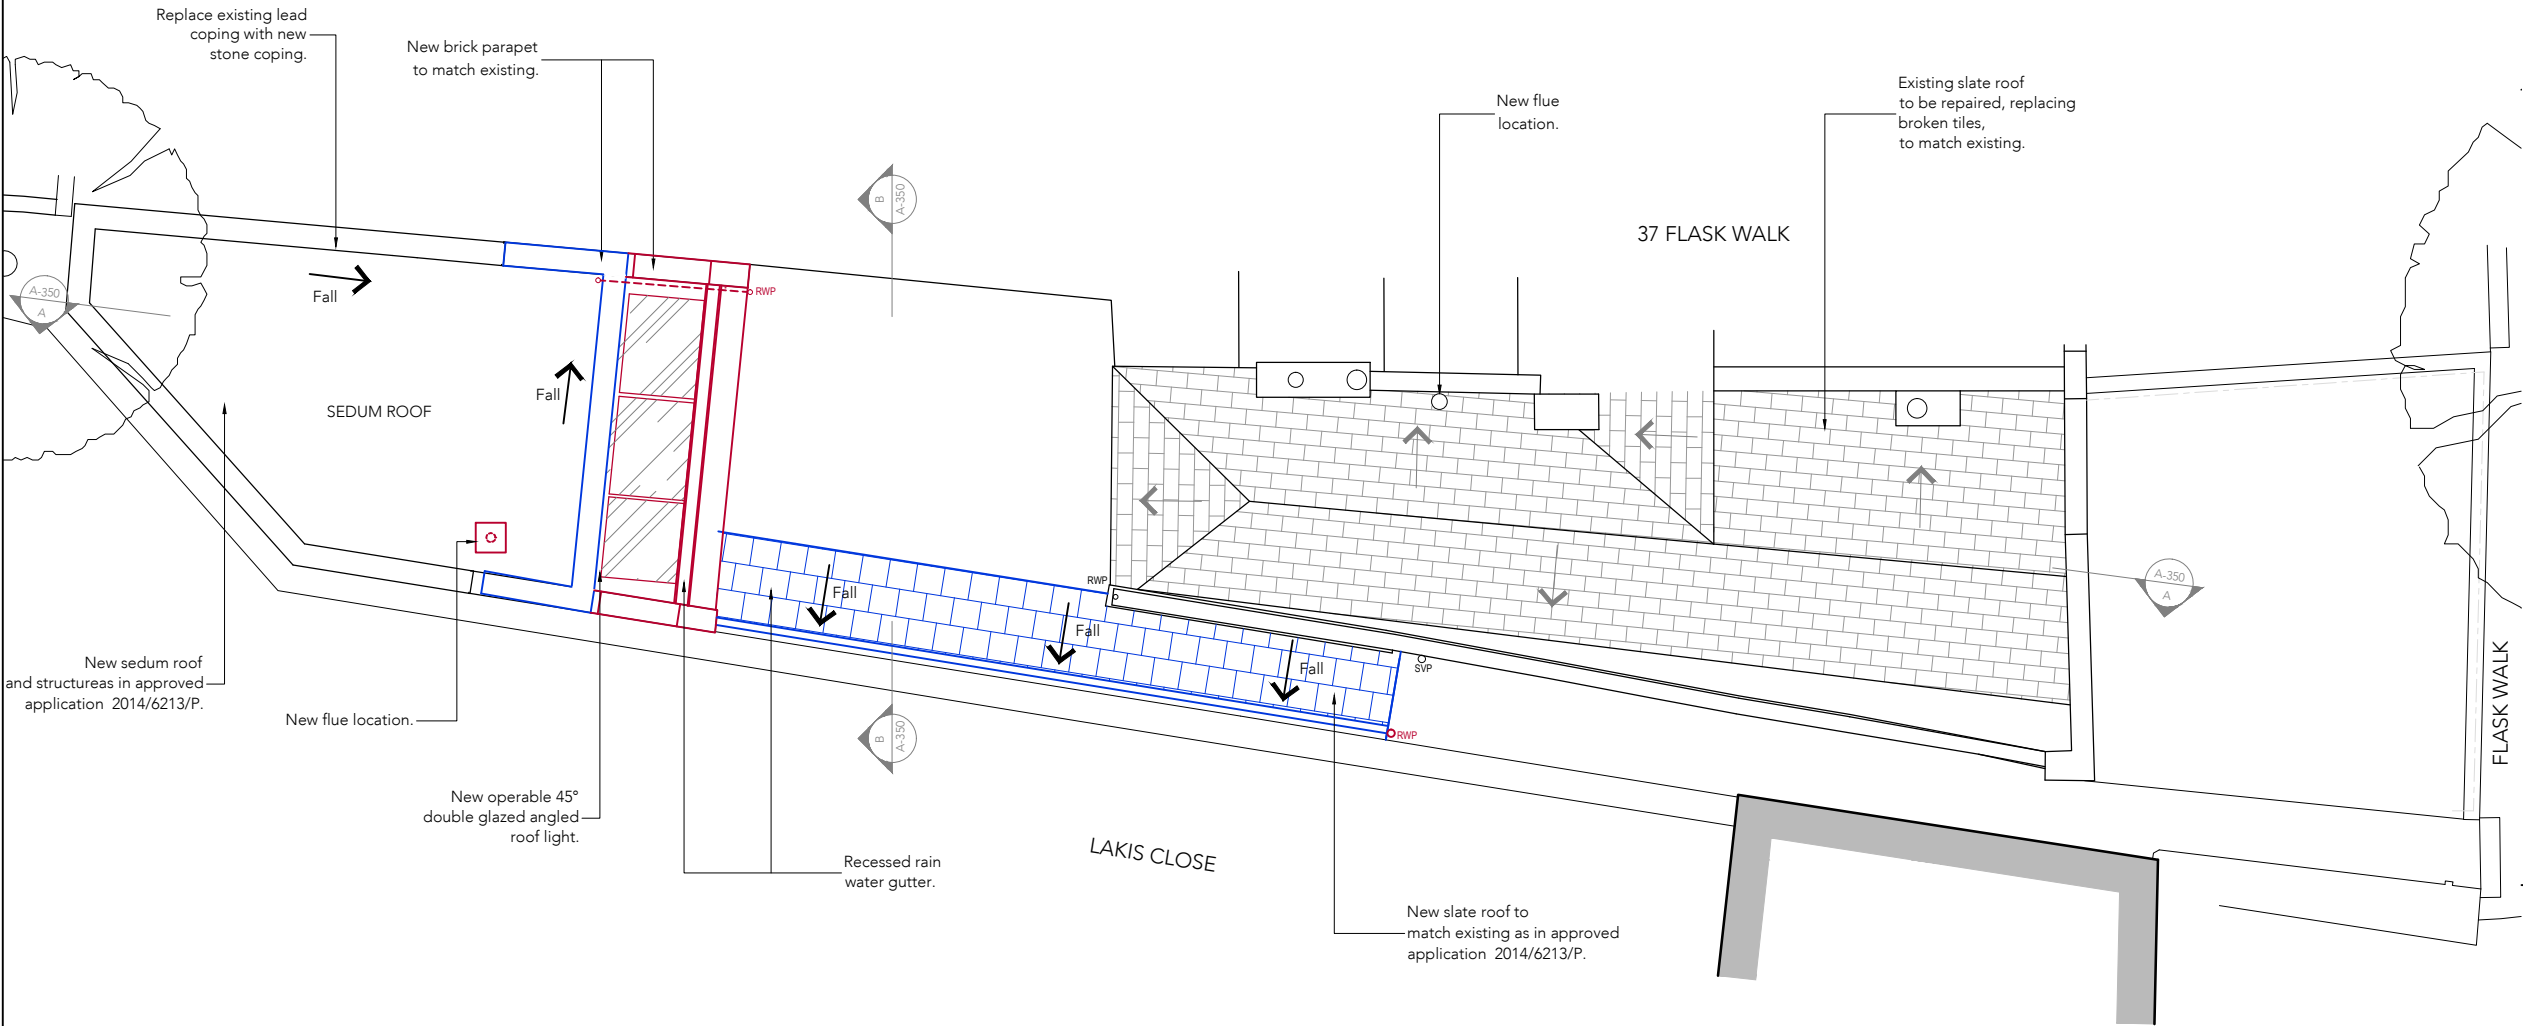 Replace existing lead
coping with new
stone coping.
New brick parapet
to match existing.
New flue
location.
Existing slate roof
to be repaired, replacing
broken tiles,
to match existing.
B
A-350
37 FLASK WALK
A-350
A
Fall
RWP
Fall
SEDUM ROOF
RWP
Fall
Fall
Fall
SVP
A-350
A
New sedum roof
and structureas in approved
application 2014/6213/P.
New flue location.
B
A-350
RWP
FLASK WALK
New operable 45°
double glazed angled
roof light.
Recessed rain
water gutter.
LAKIS CLOSE
New slate roof to
match existing as in approved
application 2014/6213/P.